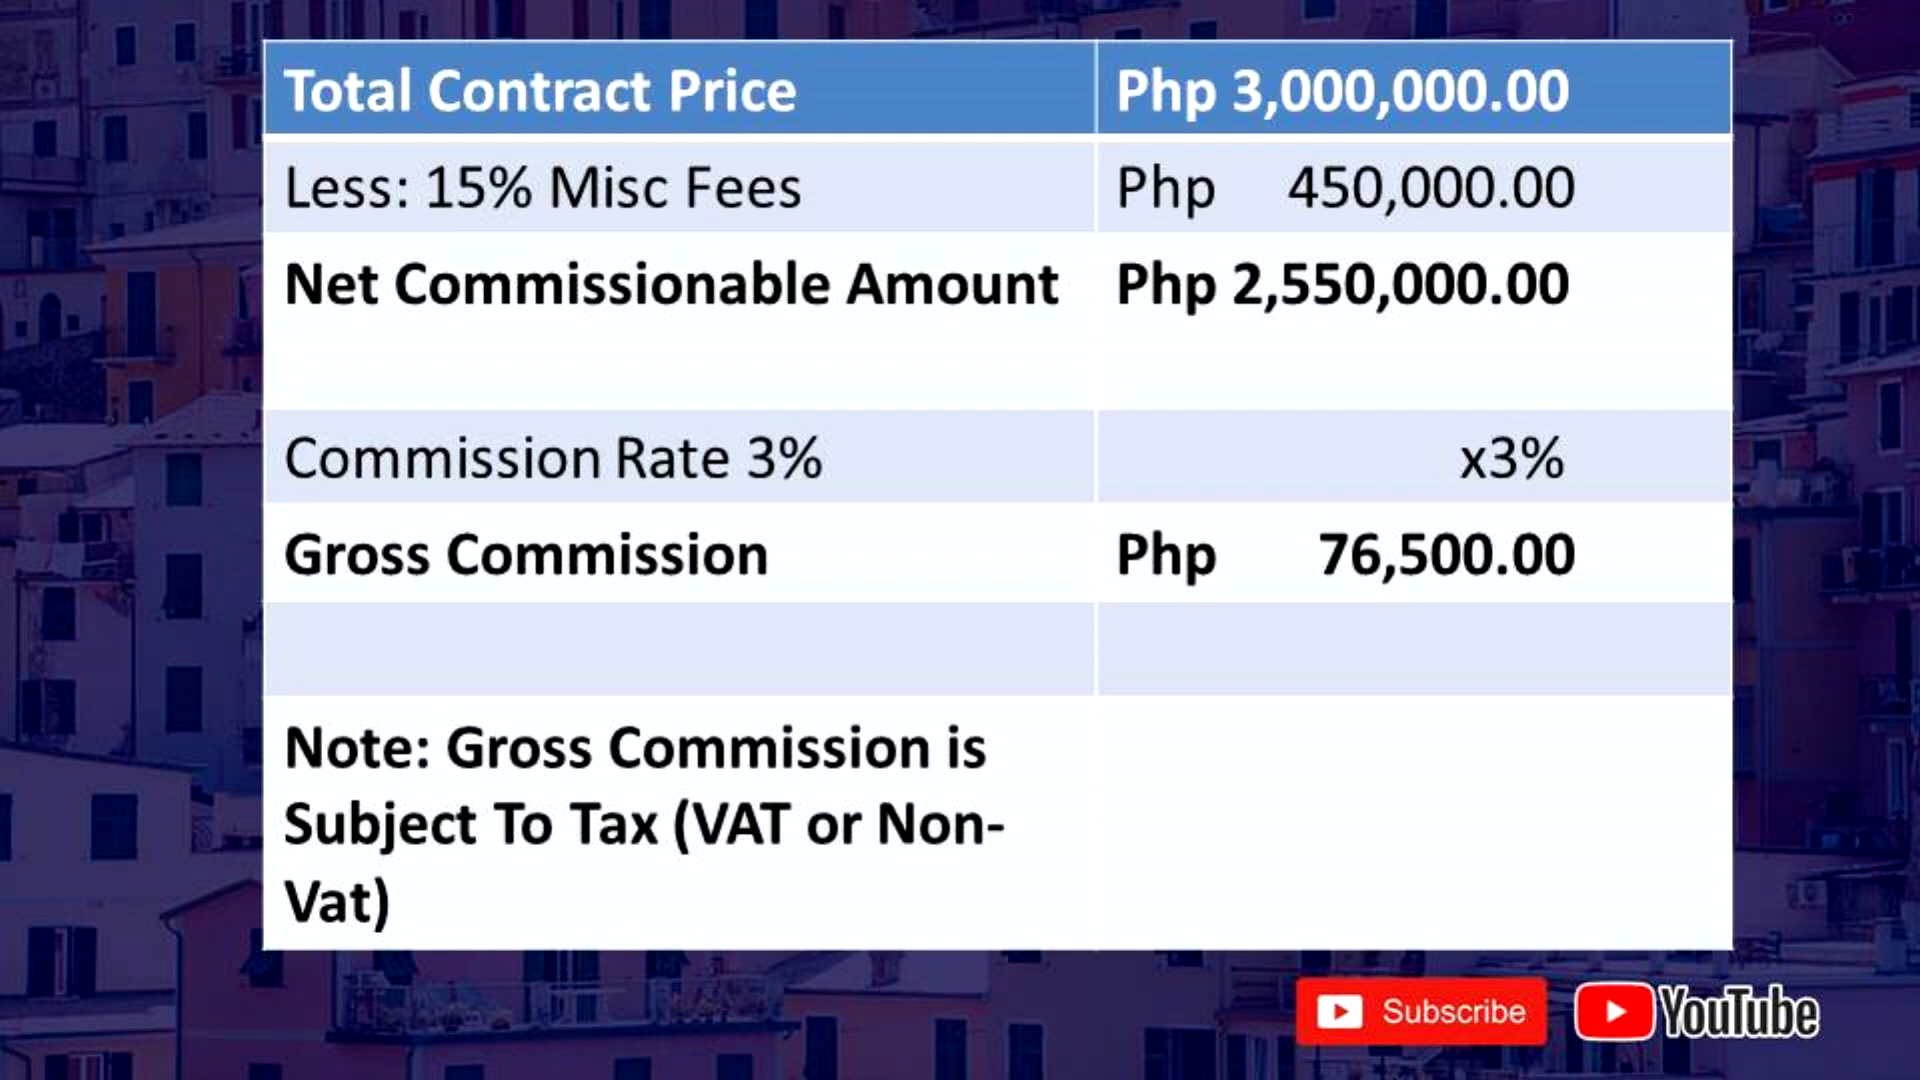 Total Contract Price Php 3,000,000.00
Less: 15% Misc Fees Php 450,000.00
Net Commissionable Amount Php 2,550,000.00
Commission Rate 3% x3%
Gross Commission Php 76,500.00
Note: Gross Commission is
Subject To Tax (VAT or Non-
Vat)
Subscribe YouTube